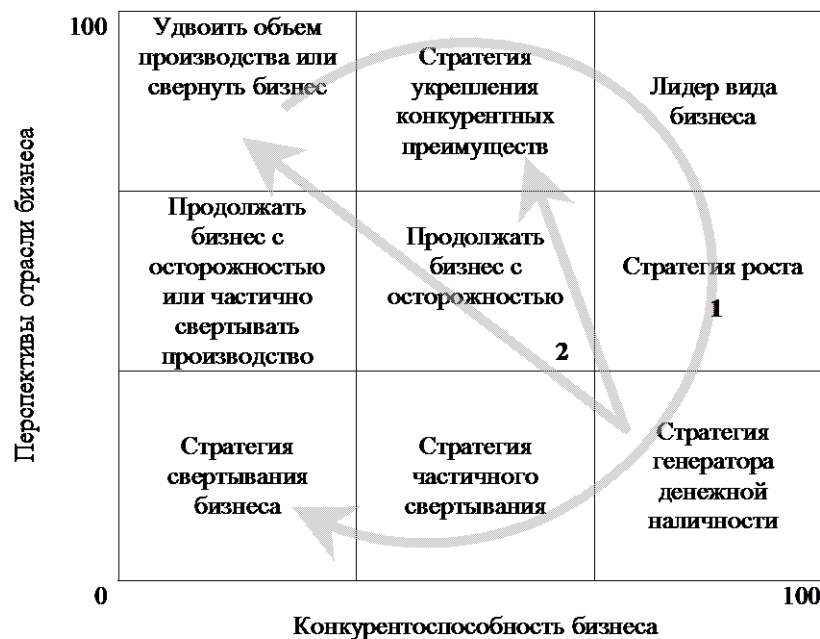 100
Удвоить объем
производства или
свернуть бизнес
Стратегия
укрепления
конкурентных
преимуществ
Лидер вида
бизнеса
Продолжать
бизнес с
осторожностью
или частично
свертывать
производство
Продолжать
бизнес с
осторожностью
2
Стратегия роста
1
Стратегия
свертывания
бизнеса
Стратегия
частичного
свертывания
Стратегия
генератора
денежной
наличности
Перспективы отрасли бизнеса
0
100
Конкурентоспособность бизнеса